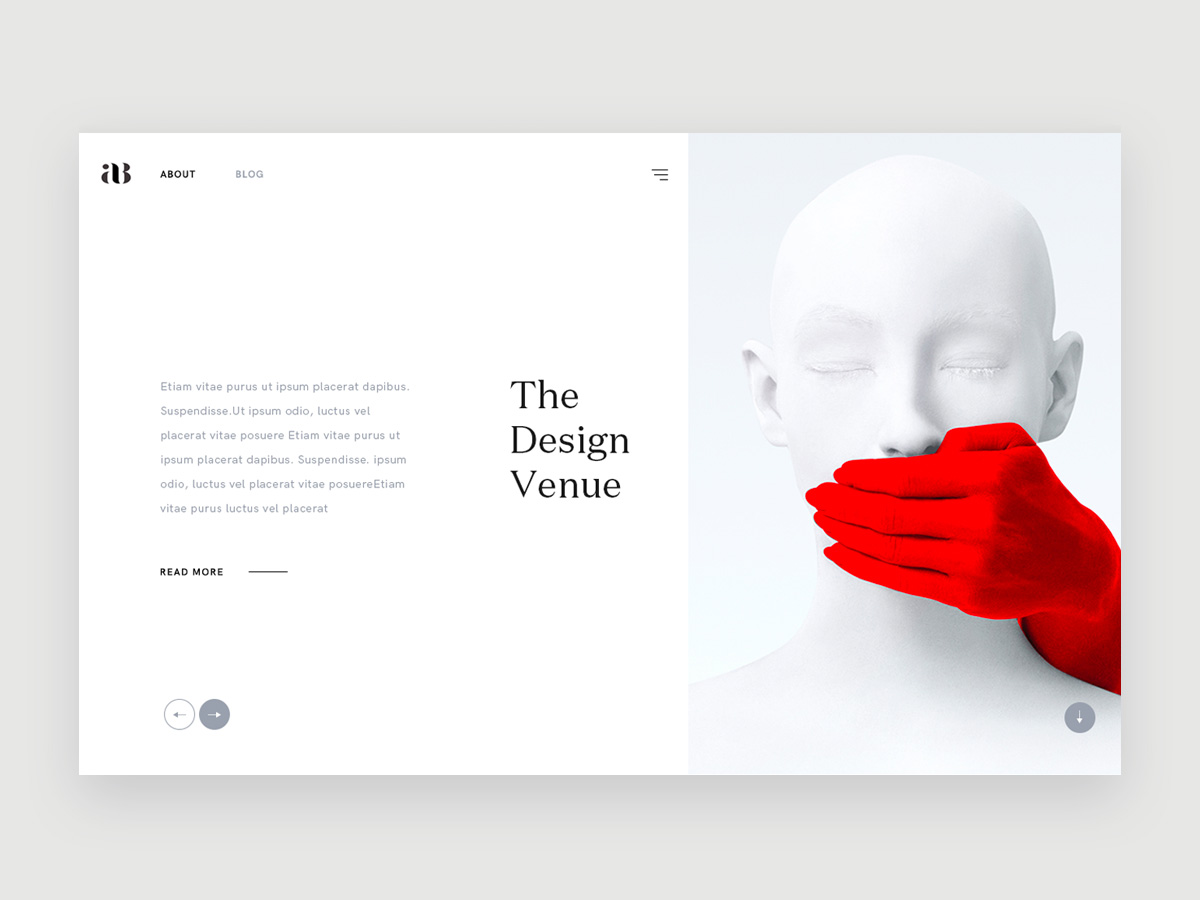 aB
ABOUT
BLOG
Etiam vitae purus ut ipsum placerat dapibus.
Suspendisse.Ut ipsum odio, luctus vel
placerat vitae posuere Etiam vitae purus ut
ipsum placerat dapibus. Suspendisse. ipsum
odio, luctus vel placerat vitae posuereEtiam
vitae purus luctus vel placerat
READ MORE
The
Design
Venue